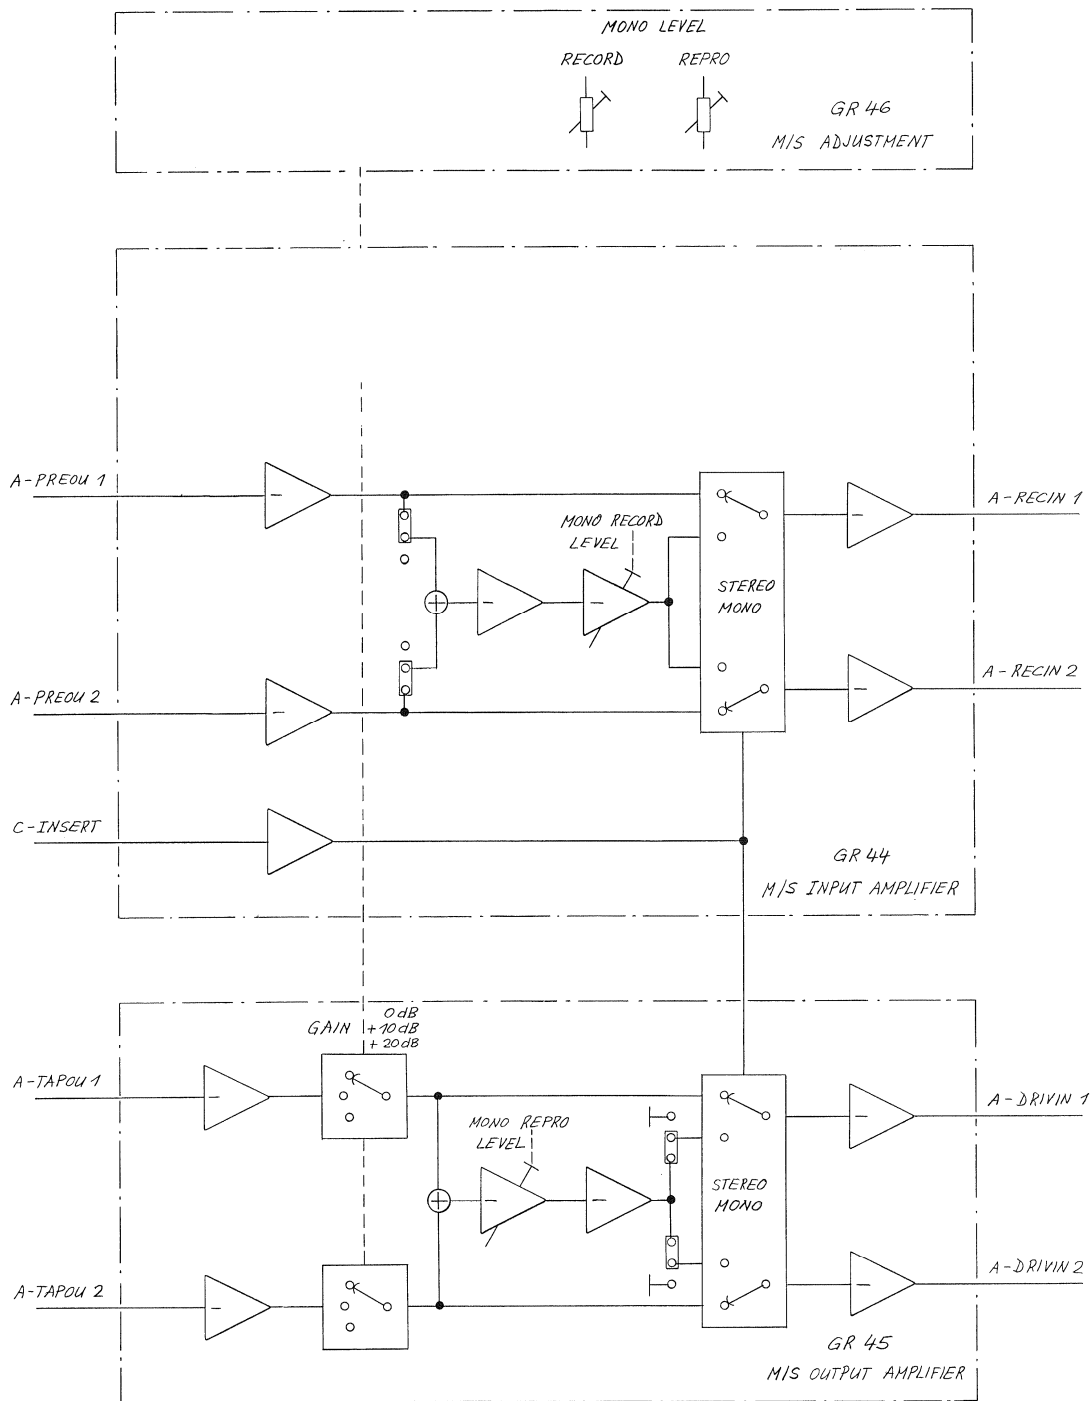 MONO LEVEL
RECORD
REPRO
GR 46
M/S ADJUSTMENT
A-PREOU 1
A-RECIN 1
MONO RECORD
LEVEL
STEREO
MONO
A-PREOU 2
A-RECIN 2
C-INSERT
GR 44
M/S INPUT AMPLIFIER
0dB
GAIN +10dB
+20dB
A-TAPOU 1
A-DRIVIN 1
MONO REPRO
LEVEL
STEREO
MONO
A-TAPOU 2
A-DRIVIN 2
GR 45
M/S OUTPUT AMPLIFIER